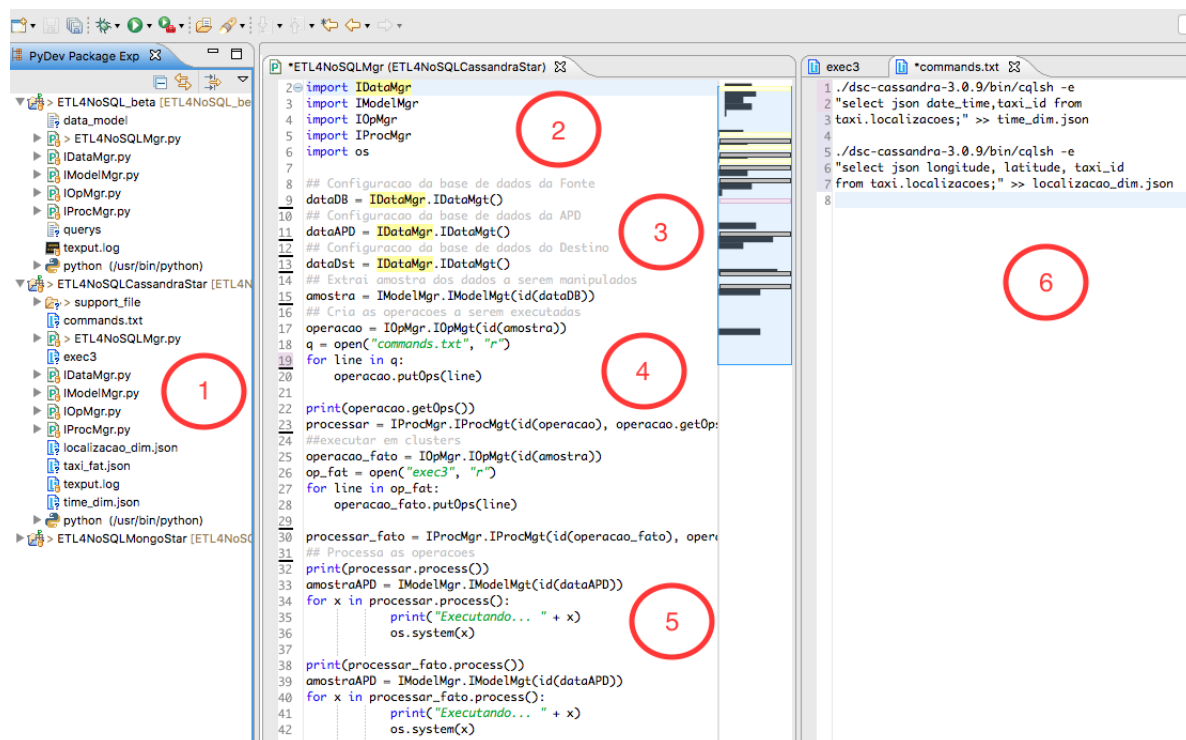 PyDev Package Exp
> ETL4NoSQL_beta [ETL4NoSQL_be
data_model
> ETL4NoSQLMgr.py
IDataMgr.py
IModelMgr.py
IOpMgr.py
IProcMgr.py
querys
texput.log
python (/usr/bin/python)
> ETL4NoSQLCassandraStar [ETL4N
> support_file
commands.txt
> ETL4NoSQLMgr.py
exec3
IDataMgr.py
IModelMgr.py
IOpMgr.py
IProcMgr.py
localizacao_dim.json
taxi_fat.json
texput.log
time_dim.json
python (/usr/bin/python)
> ETL4NoSQLMongoStar [ETL4NoSC
1
*ETL4NoSQLMgr (ETL4NoSQLCassandraStar)
2 import IDataMgr
3 import IModelMgr
4 import IOpMgr
5 import IProcMgr
6 import os
7
8 ## Configuracao da base de dados da Fonte
9 dataDB = IDataMgr.IDataMgt()
10 ## Configuracao da base de dados da APD
11 dataAPD = IDataMgr.IDataMgt()
12 ## Configuracao da base de dados do Destino
13 dataDst = IDataMgr.IDataMgt()
14 ## Extrai amostra dos dados a serem manipulados
15 amostra = IModelMgr.IModelMgt(id(dataDB))
16 ## Cria as operacoes a serem executadas
17 operacao = IOpMgr.IOpMgt(id(amostra))
18 q = open("commands.txt", "r")
19 for line in q:
20 operacao.putOps(line)
21
22 print(operacao.getOps())
23 processar = IProcMgr.IProcMgt(id(operacao), operacao.getOp
24 ##executar em clusters
25 operacao_fato = IOpMgr.IOpMgt(id(amostra))
26 op_fat = open("exec3", "r")
27 for line in op_fat:
28 operacao_fato.putOps(line)
29
30 processar_fato = IProcMgr.IProcMgt(id(operacao_fato), oper
31 ## Processa as operacoes
32 print(processar.process())
33 amostraAPD = IModelMgr.IModelMgt(id(dataAPD))
34 for x in processar.process():
35 print("Executando... " + x)
36 os.system(x)
37
38 print(processar_fato.process())
39 amostraAPD = IModelMgr.IModelMgt(id(dataAPD))
40 for x in processar_fato.process():
41 print("Executando... " + x)
42 os.system(x)
2
3
4
5
exec3
*commands.txt
1 ./dsc-cassandra-3.0.9/bin/cqlsh -e
2 "select json date_time,taxi_id from
3 taxi.localizacoes;" >> time_dim.json
4
5 ./dsc-cassandra-3.0.9/bin/cqlsh -e
6 "select json longitude, latitude, taxi_id
7 from taxi.localizacoes;" >> localizacao_dim.json
8
6